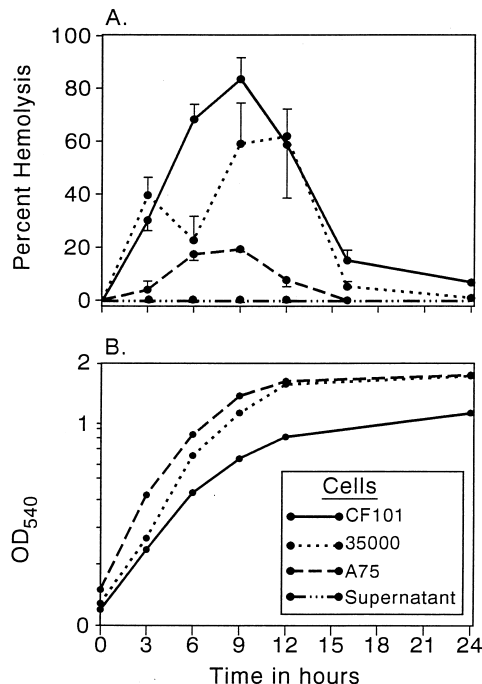 A.
100
80
60
40
20
0
Percent Hemolysis
B.
2
1
0
OD540
Cells
CF101
35000
A75
Supernatant
0 3 6 9 12 15 18 21 24
Time in hours